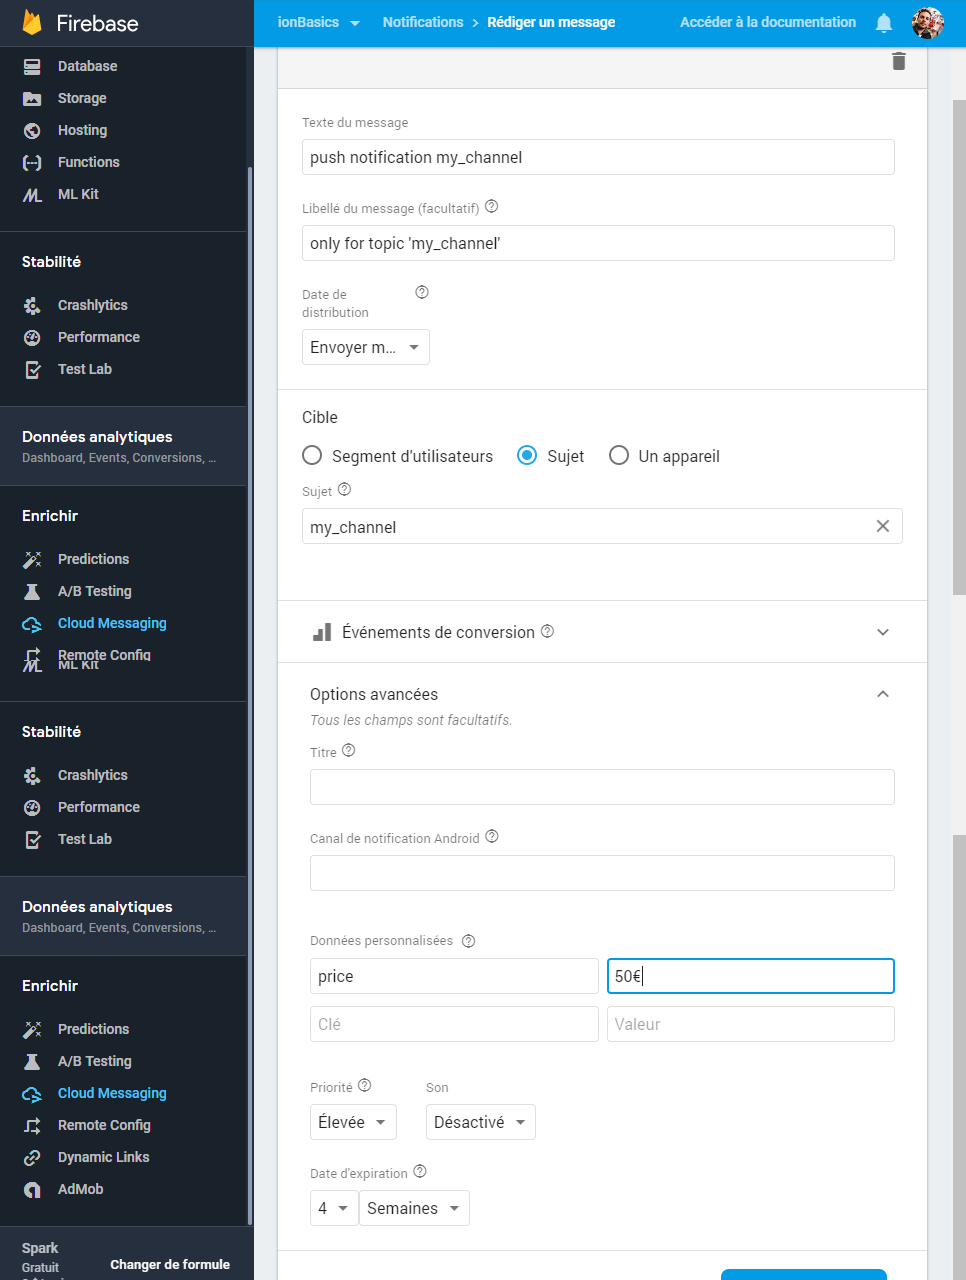 Firebase
ionBasics
Notifications > Rédiger un message
Accéder à la documentation
Database
Storage
Hosting
Functions
ML Kit
Stabilité
Crashlytics
Performance
Test Lab
Données analytiques
Dashboard, Events, Conversions, ...
Enrichir
Predictions
A/B Testing
Cloud Messaging
Remote Config
ML Kit
Stabilité
Crashlytics
Performance
Test Lab
Données analytiques
Dashboard, Events, Conversions, ...
Enrichir
Predictions
A/B Testing
Cloud Messaging
Remote Config
Dynamic Links
AdMob
Spark
Gratuit
Changer de formule
Texte du message
push notification my_channel
Libellé du message (facultatif)
only for topic 'my_channel'
Date de
distribution
Envoyer m...
Cible
Segment d'utilisateurs
Sujet
Un appareil
Sujet
my_channel
Événements de conversion
Options avancées
Tous les champs sont facultatifs.
Titre
Canal de notification Android
Données personnalisées
price 50€
Clé Valeur
Priorité Son
Élevée Désactivé
Date d'expiration
4 Semaines